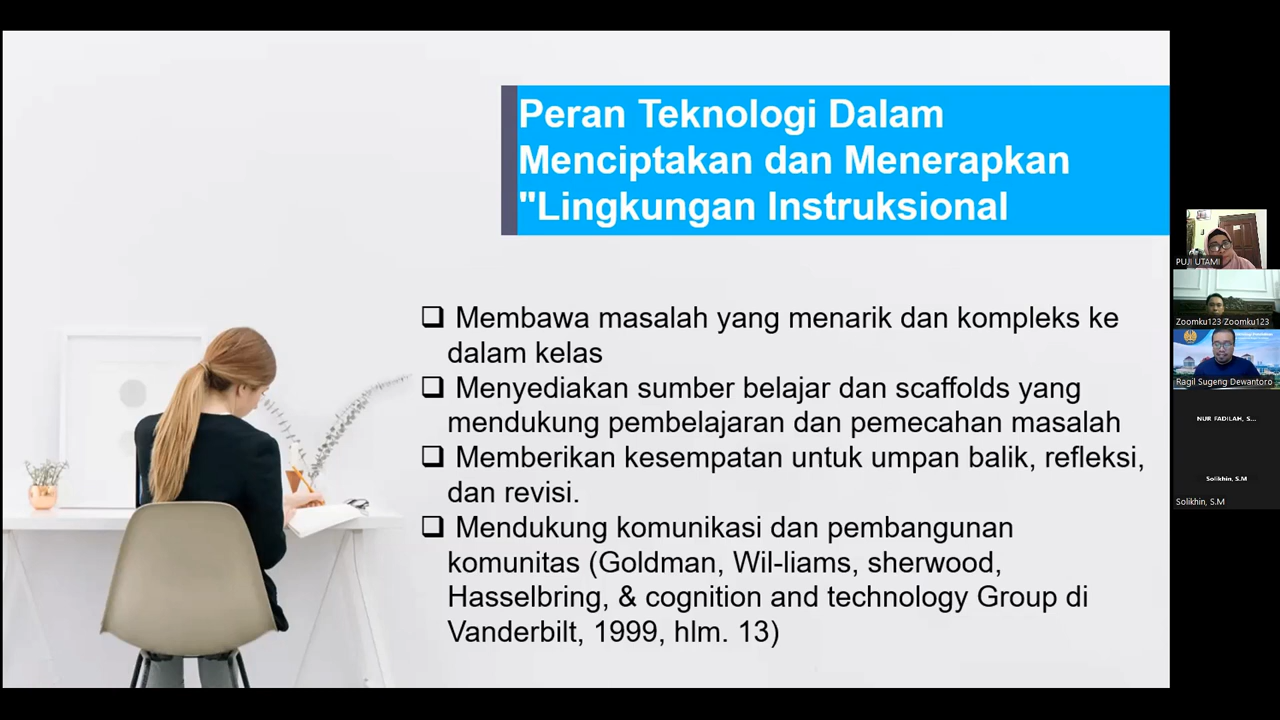 Peran Teknologi Dalam
Menciptakan dan Menerapkan
"Lingkungan Instruksional
❑ Membawa masalah yang menarik dan kompleks ke
dalam kelas
❑ Menyediakan sumber belajar dan scaffolds yang
mendukung pembelajaran dan pemecahan masalah
❑ Memberikan kesempatan untuk umpan balik, refleksi,
dan revisi.
❑ Mendukung komunikasi dan pembangunan
komunitas (Goldman, Wil-liams, sherwood,
Hasselbring, & cognition and technology Group di
Vanderbilt, 1999, hlm. 13)
PUJI UTAMI
Zoomku123 Zoomku123
Ragil Sugeng Dewantoro
NUR FADILAH, S...
Solikhin, S.M
Solikhin, S.M